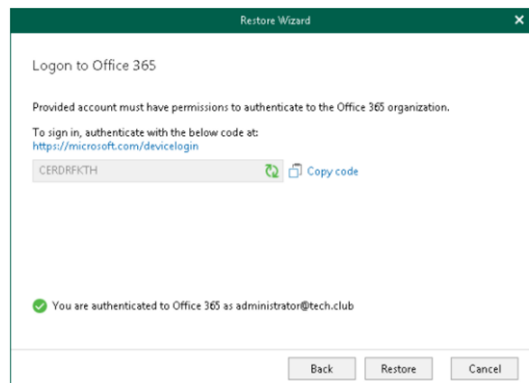 Restore Wizard
Logon to Office 365
Provided account must have permissions to authenticate to the Office 365 organization.
To sign in, authenticate with the below code at:
https://microsoft.com/devicelogin
CERDRFKTH
Copy code
You are authenticated to Office 365 as administrator@tech.club
Back
Restore
Cancel